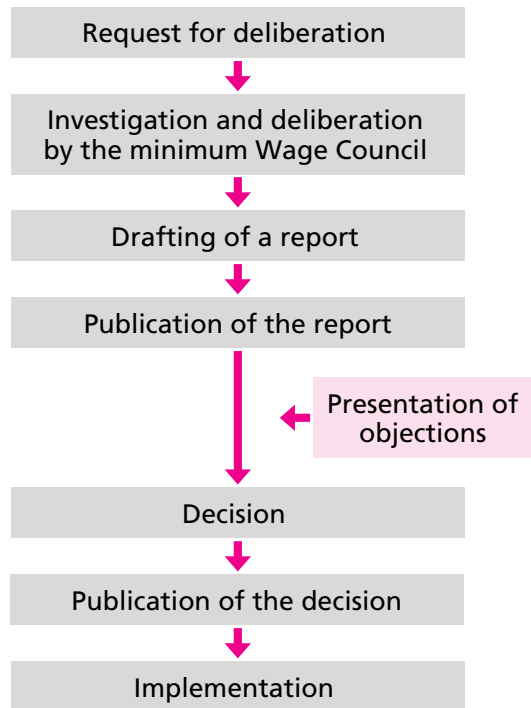 Request for deliberation
Investigation and deliberation
by the minimum Wage Council
Drafting of a report
Publication of the report
Presentation of
objections
Decision
Publication of the decision
Implementation